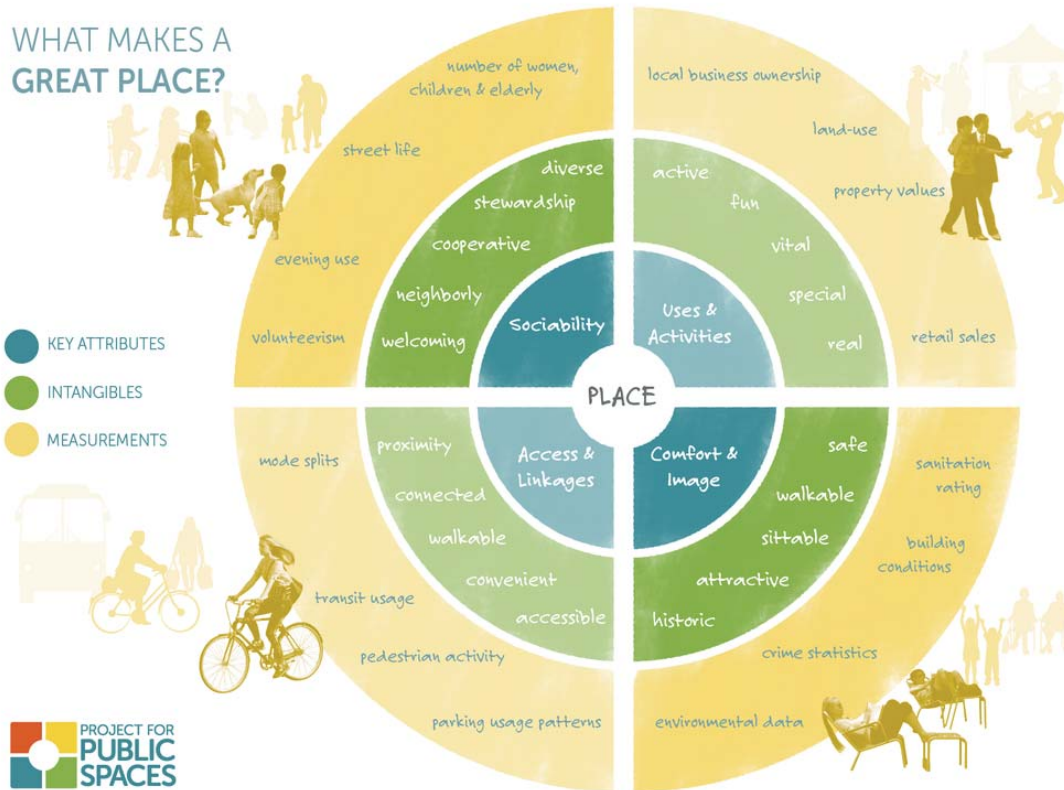 WHAT MAKES A
GREAT PLACE?
number of women,
children & elderly
street life
evening use
volunteerism
diverse
stewardship
cooperative
neighborly
welcoming
Sociability
local business ownership
land-use
property values
retail sales
active
fun
vital
special
real
Uses &
Activities
PLACE
KEY ATTRIBUTES
INTANGIBLES
MEASUREMENTS
Access &
Linkages
proximity
connected
walkable
convenient
accessible
mode splits
transit usage
pedestrian activity
parking usage patterns
Comfort &
Image
safe
walkable
sittable
attractive
historic
sanitation
rating
building
conditions
crime statistics
environmental data
PROJECT FOR
PUBLIC
SPACES